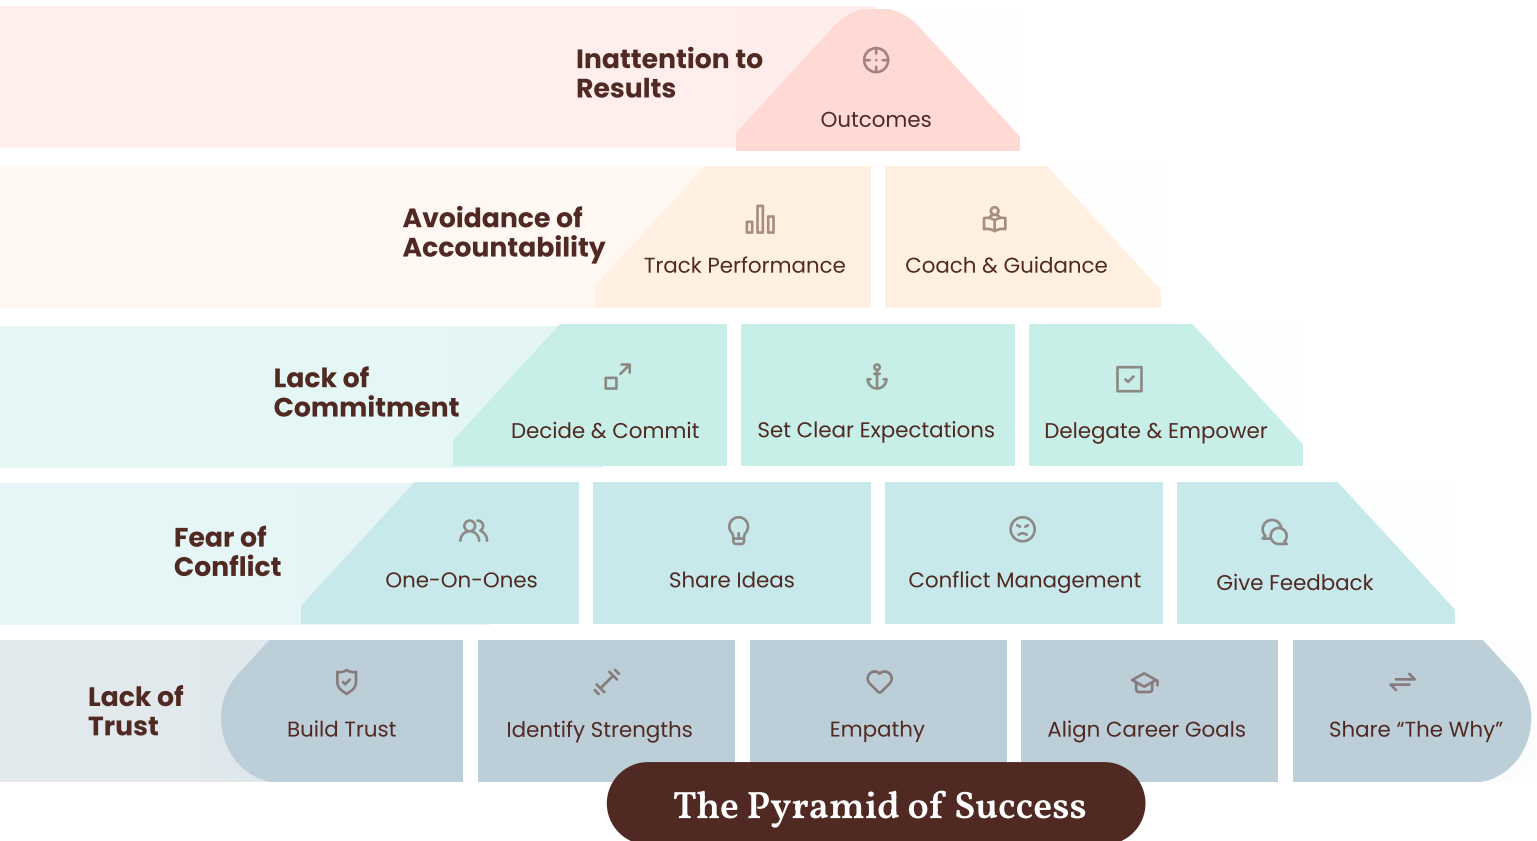 Inattention to
Results
Outcomes
Avoidance of
Accountability
Track Performance
Coach & Guidance
Lack of
Commitment
Decide & Commit
Set Clear Expectations
Delegate & Empower
Fear of
Conflict
One-On-Ones
Share Ideas
Conflict Management
Give Feedback
Lack of
Trust
Build Trust
Identify Strengths
Empathy
Align Career Goals
Share “The Why”
The Pyramid of Success